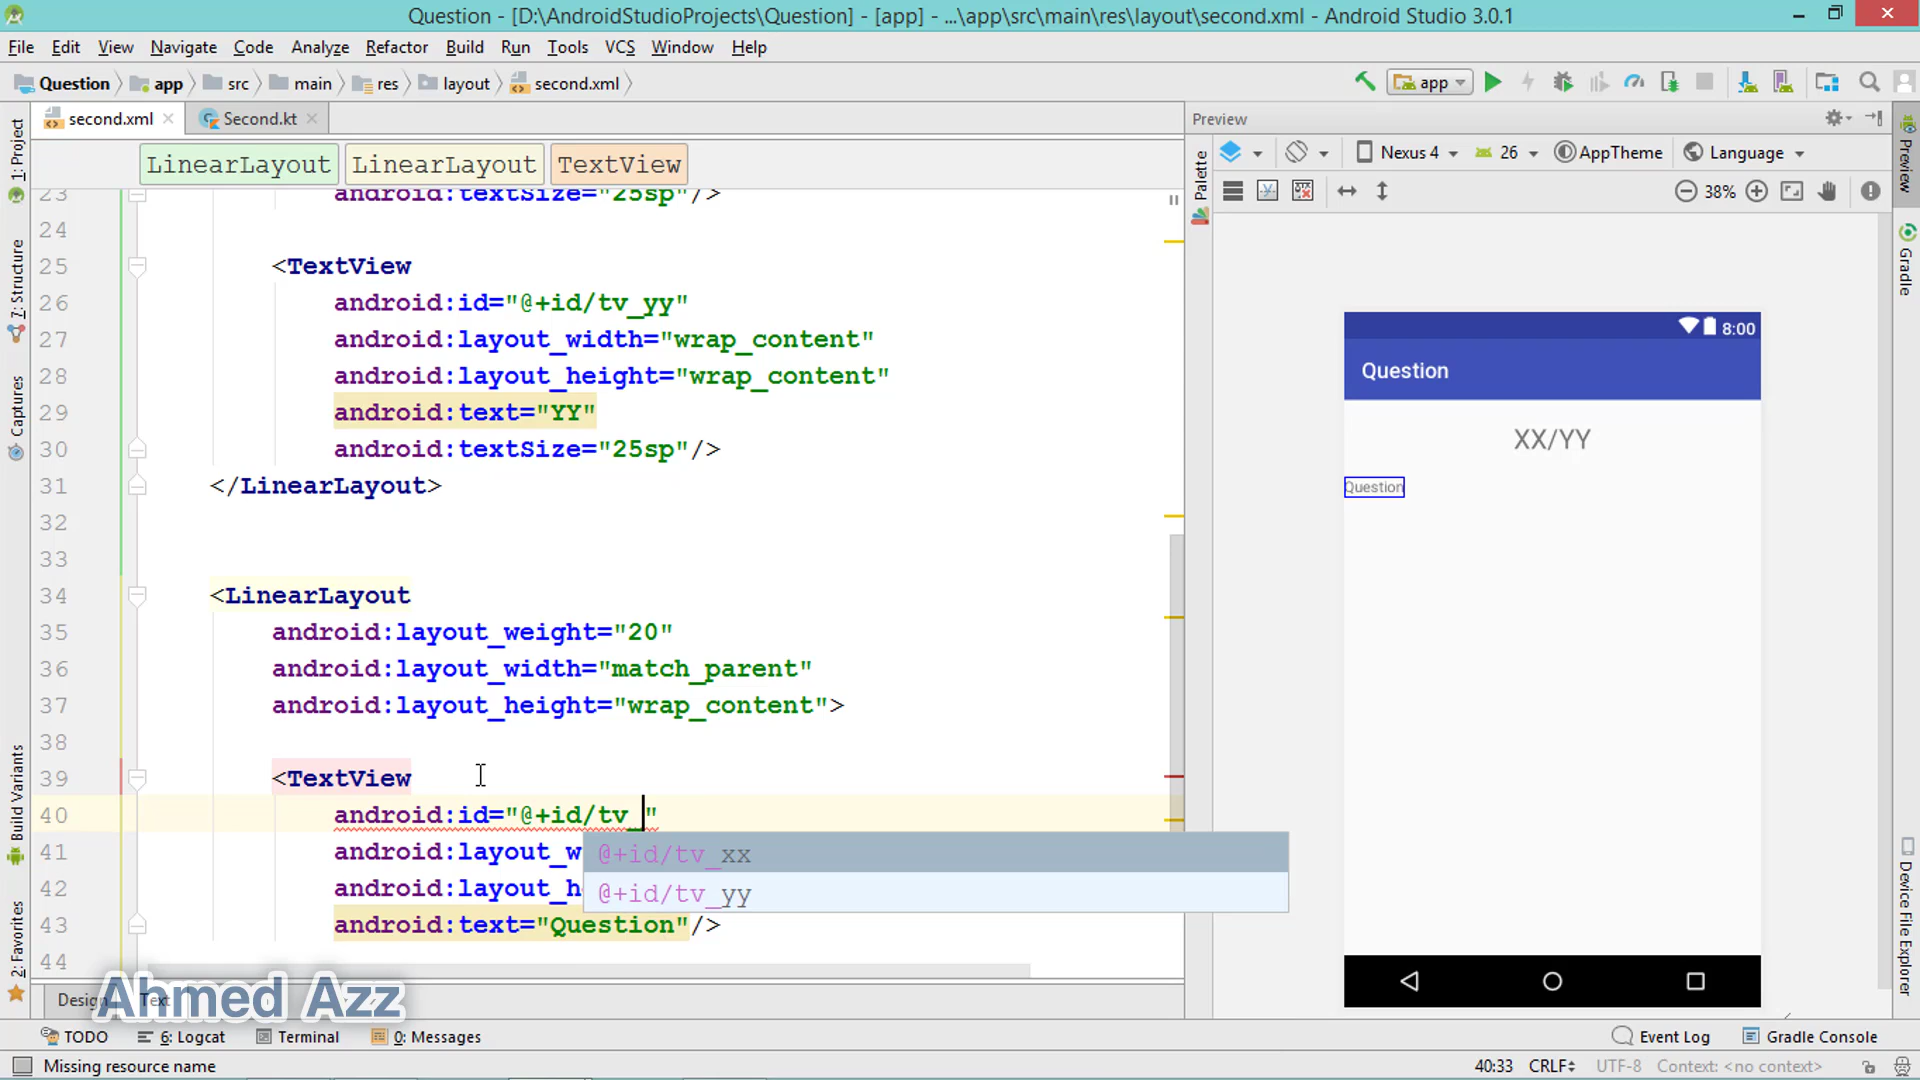 Question - [D:\AndroidStudioProjects\Question] - [app] - ...\app\src\main\res\layout\second.xml - Android Studio 3.0.1
File Edit View Navigate Code Analyze Refactor Build Run Tools VCS Window Help
Question app src main res layout second.xml app
second.xml Second.kt Preview
LinearLayout LinearLayout TextView
Nexus 4 26 AppTheme Language
38%
23 android:textSize="25sp"/>
24
25 <TextView
26 android:id="@+id/tv_yy"
27 android:layout_width="wrap_content"
28 android:layout_height="wrap_content"
29 android:text="YY"
30 android:textSize="25sp"/>
31 </LinearLayout>
32
33
34 <LinearLayout
35 android:layout_weight="20"
36 android:layout_width="match_parent"
37 android:layout_height="wrap_content">
38
39 <TextView
40 android:id="@+id/tv_"
41 android:layout_w
@+id/tv_xx
42 android:layout_h
@+id/tv_yy
43 android:text="Question"/>
44
8:00
Question
XX/YY
Question
1: Project
7: Structure
Captures
Build Variants
2: Favorites
Palette
Preview
Gradle
Device File Explorer
Design Text
Ahmed Azz
TODO 6: Logcat Terminal 0: Messages Event Log Gradle Console
Missing resource name 40:33 CRLF UTF-8 Context: <no context>